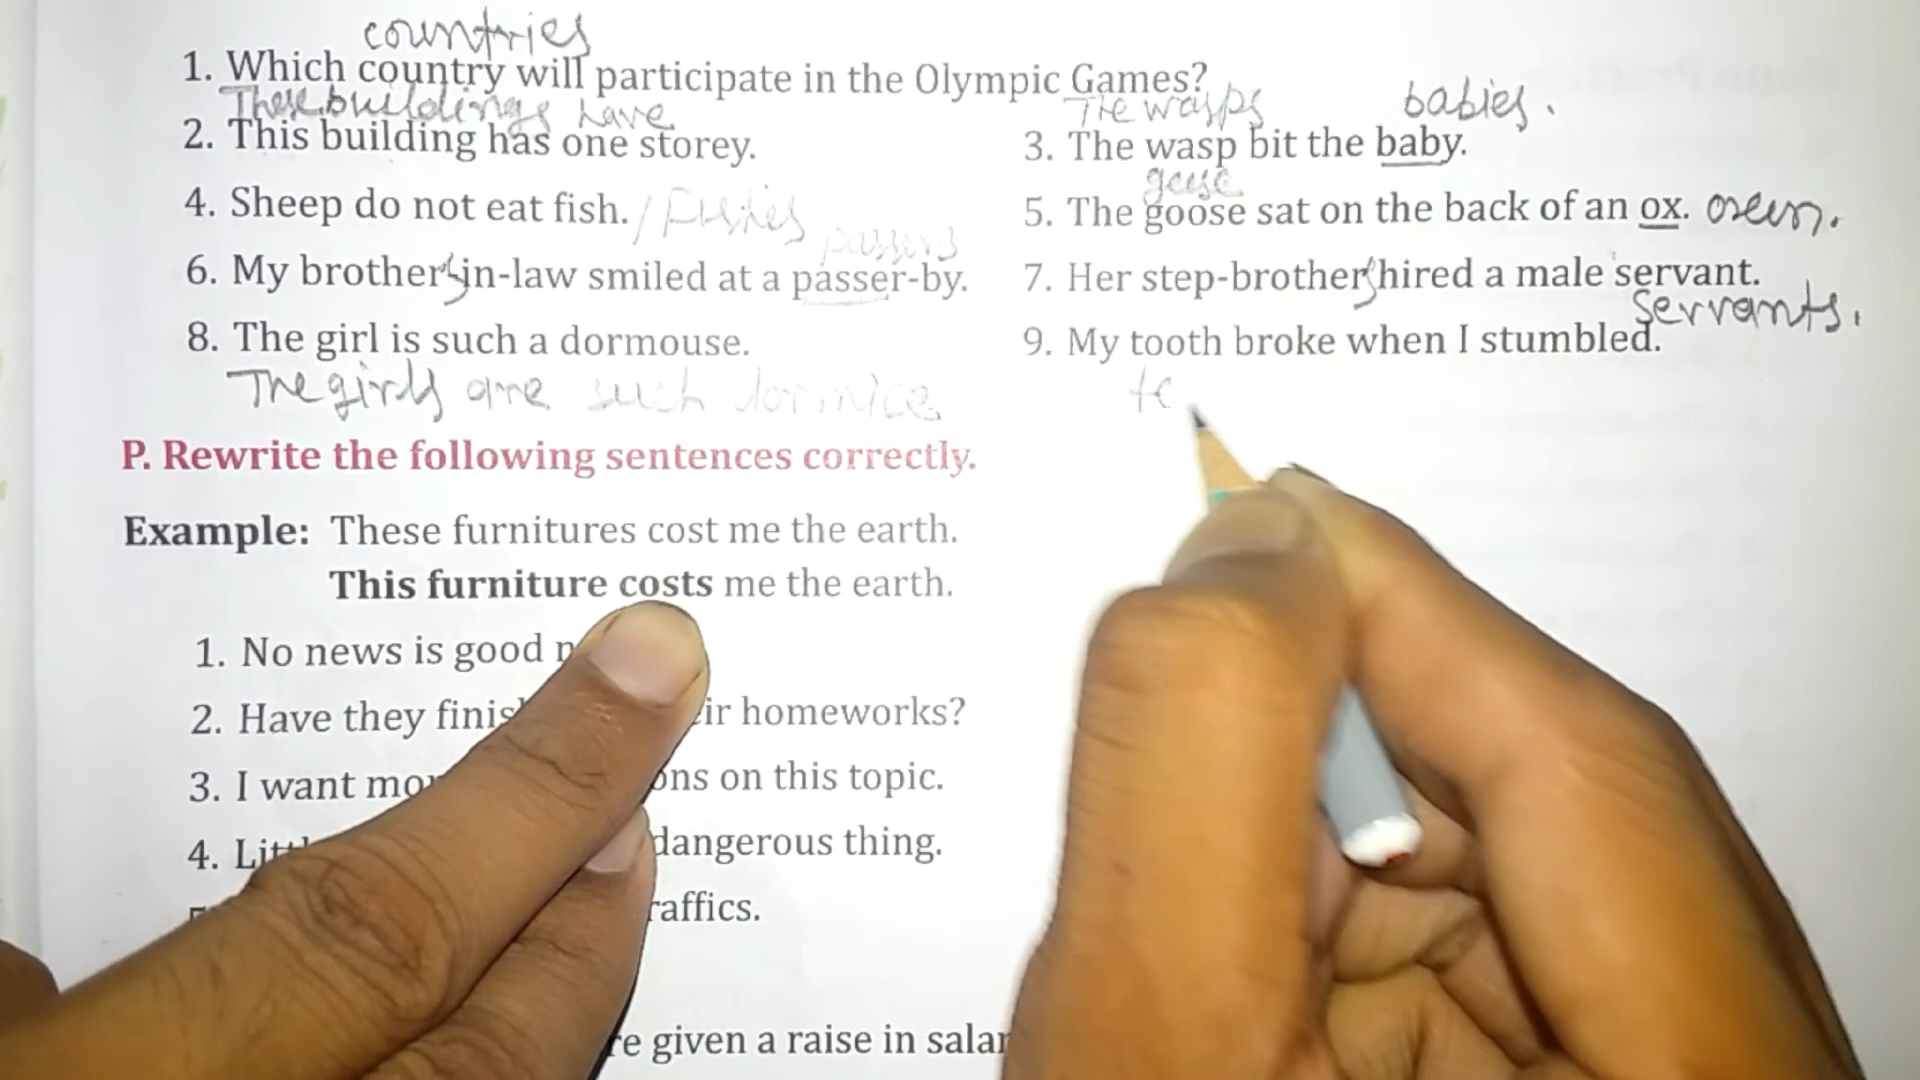 countries
1. Which country will participate in the Olympic Games?
These buildings have
The wasps babies.
2. This building has one storey.
3. The wasp bit the baby.
geese
4. Sheep do not eat fish. / Fishes
5. The goose sat on the back of an ox. oxen.
passers
6. My brother's in-law smiled at a passer-by.
7. Her step-brothers hired a male servant.
servants.
8. The girl is such a dormouse.
9. My tooth broke when I stumbled.
The girls are such dormice
te
P. Rewrite the following sentences correctly.
Example: These furnitures cost me the earth.
This furniture costs me the earth.
1. No news is good n
2. Have they finis ir homeworks?
3. I want mo ons on this topic.
4. Litt dangerous thing.
raffics.
re given a raise in salar